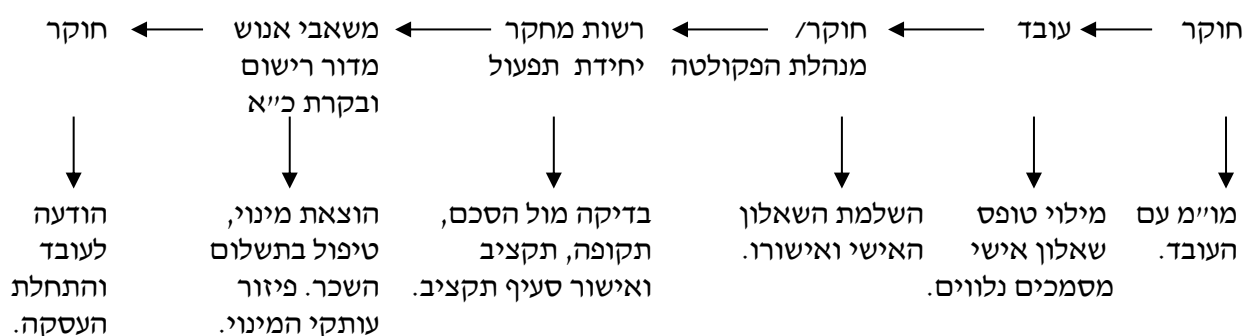 חוקר
עובד
חוקר/
מנהלת הפקולטה
רשות מחקר
יחידת תפעול
משאבי אנוש
מדור רישום
ובקרת כ״א
חוקר
מו״מ עם
העובד.
מילוי טופס
שאלון אישי
מסמכים נלווים.
השלמת השאלון
האישי ואישורו.
בדיקה מול הסכם,
תקופה, תקציב
ואישור סעיף תקציב.
הוצאת מינוי,
טיפול בתשלום
השכר. פיזור
עותקי המינוי.
הודעה
לעובד
והתחלת
העסקה.